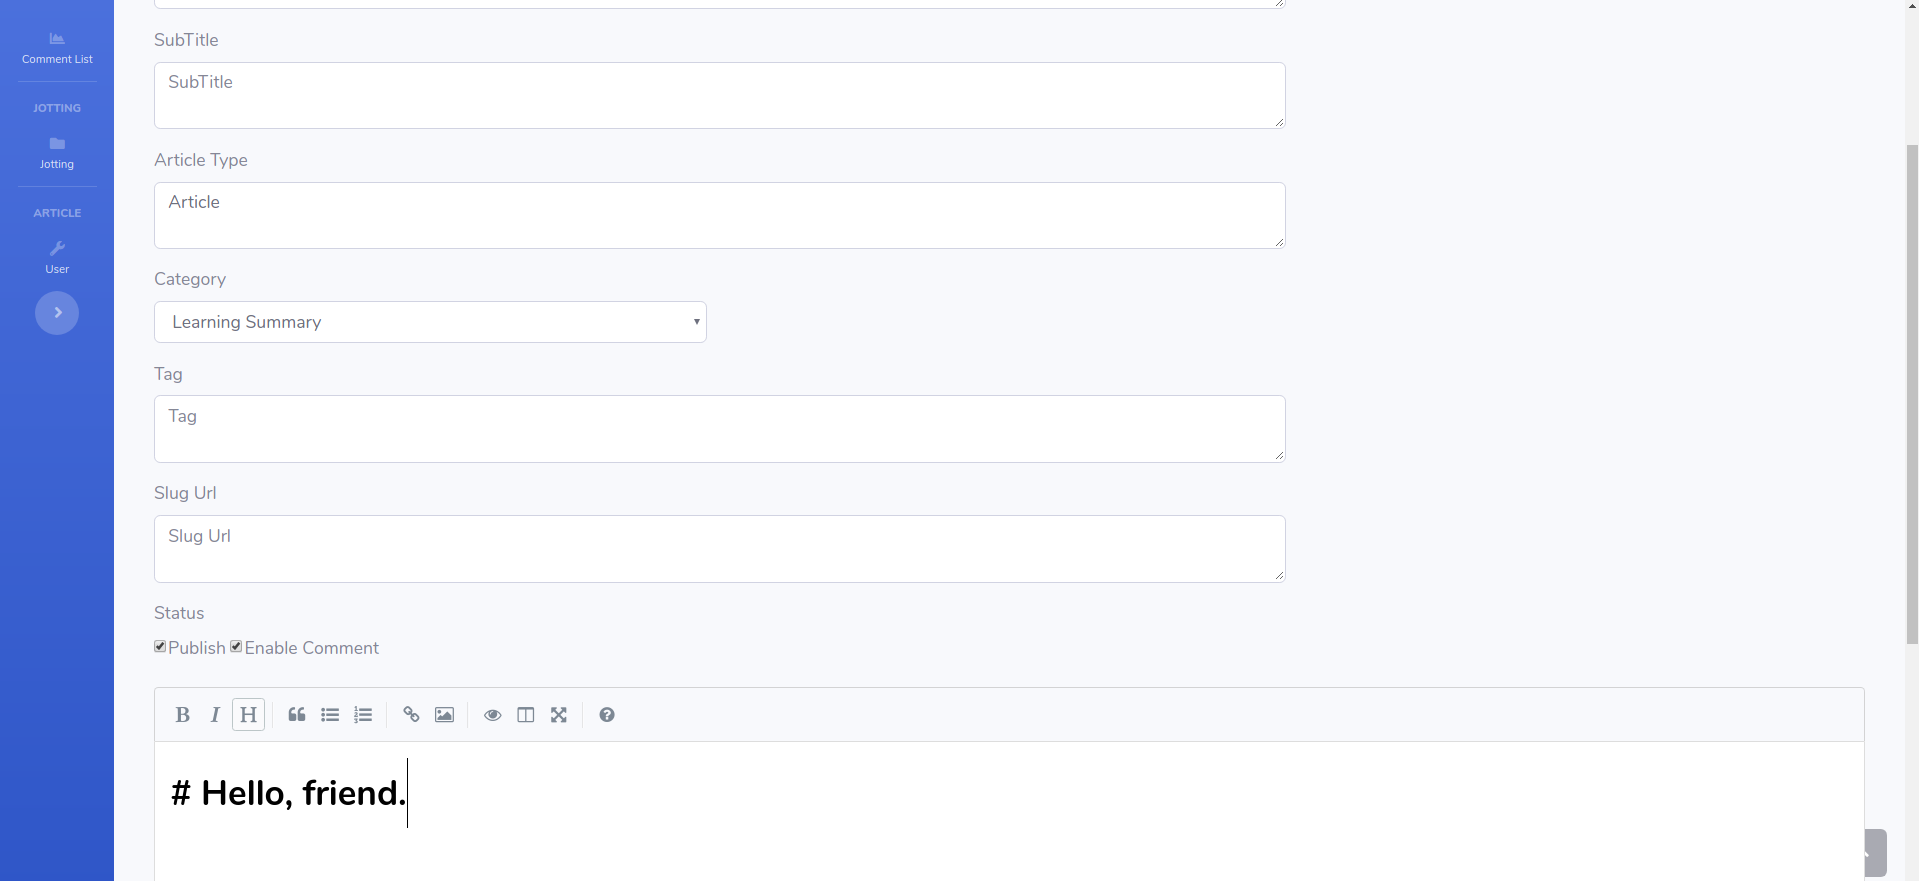 Comment List
JOTTING
Jotting
ARTICLE
User
SubTitle
SubTitle
Article Type
Article
Category
Learning Summary
Tag
Tag
Slug Url
Slug Url
Status
Publish Enable Comment
B I H
# Hello, friend.